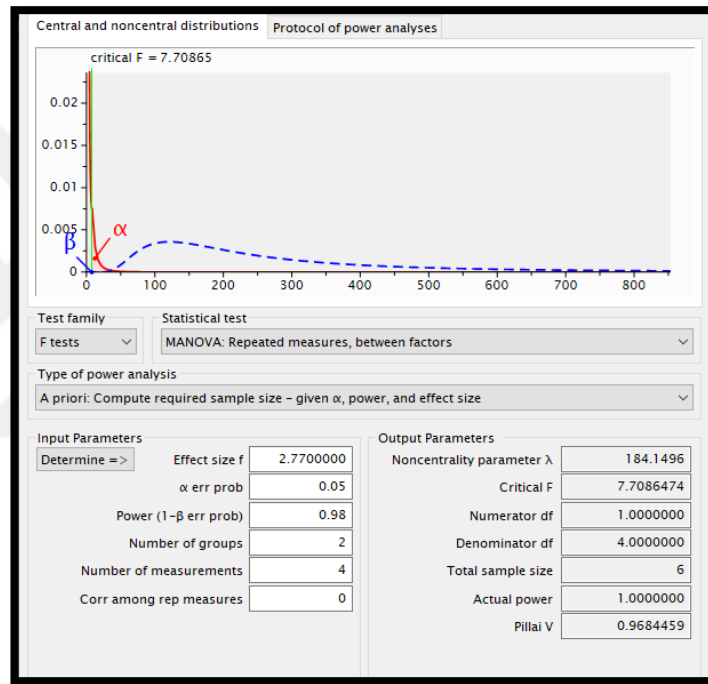 Central and noncentral distributions Protocol of power analyses
critical F = 7.70865
0.02
0.015
0.01
0.005
0
β α
0 100 200 300 400 500 600 700 800
Test family Statistical test
F tests MANOVA: Repeated measures, between factors
Type of power analysis
A priori: Compute required sample size – given α, power, and effect size
Input Parameters Output Parameters
Determine => Effect size f 2.7700000 Noncentrality parameter λ 184.1496
α err prob 0.05 Critical F 7.7086474
Power (1-β err prob) 0.98 Numerator df 1.0000000
Number of groups 2 Denominator df 4.0000000
Number of measurements 4 Total sample size 6
Corr among rep measures 0 Actual power 1.0000000
Pillai V 0.9684459